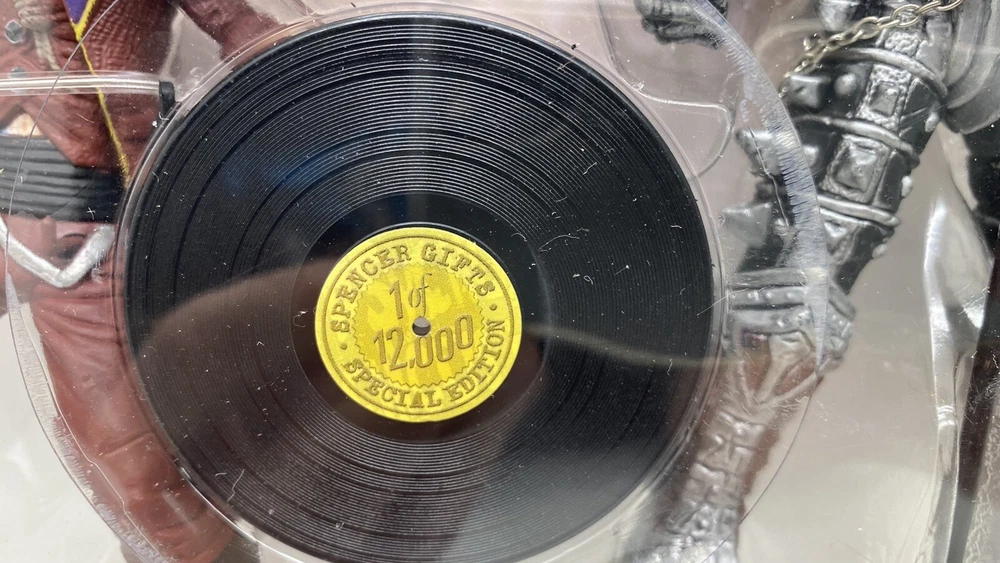 SPENCER GIFTS
1 of
12,000
SPECIAL EDITION